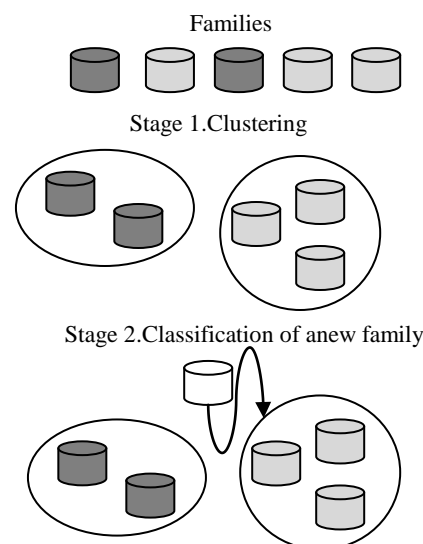 Families
Stage 1.Clustering
Stage 2.Classification of anew family